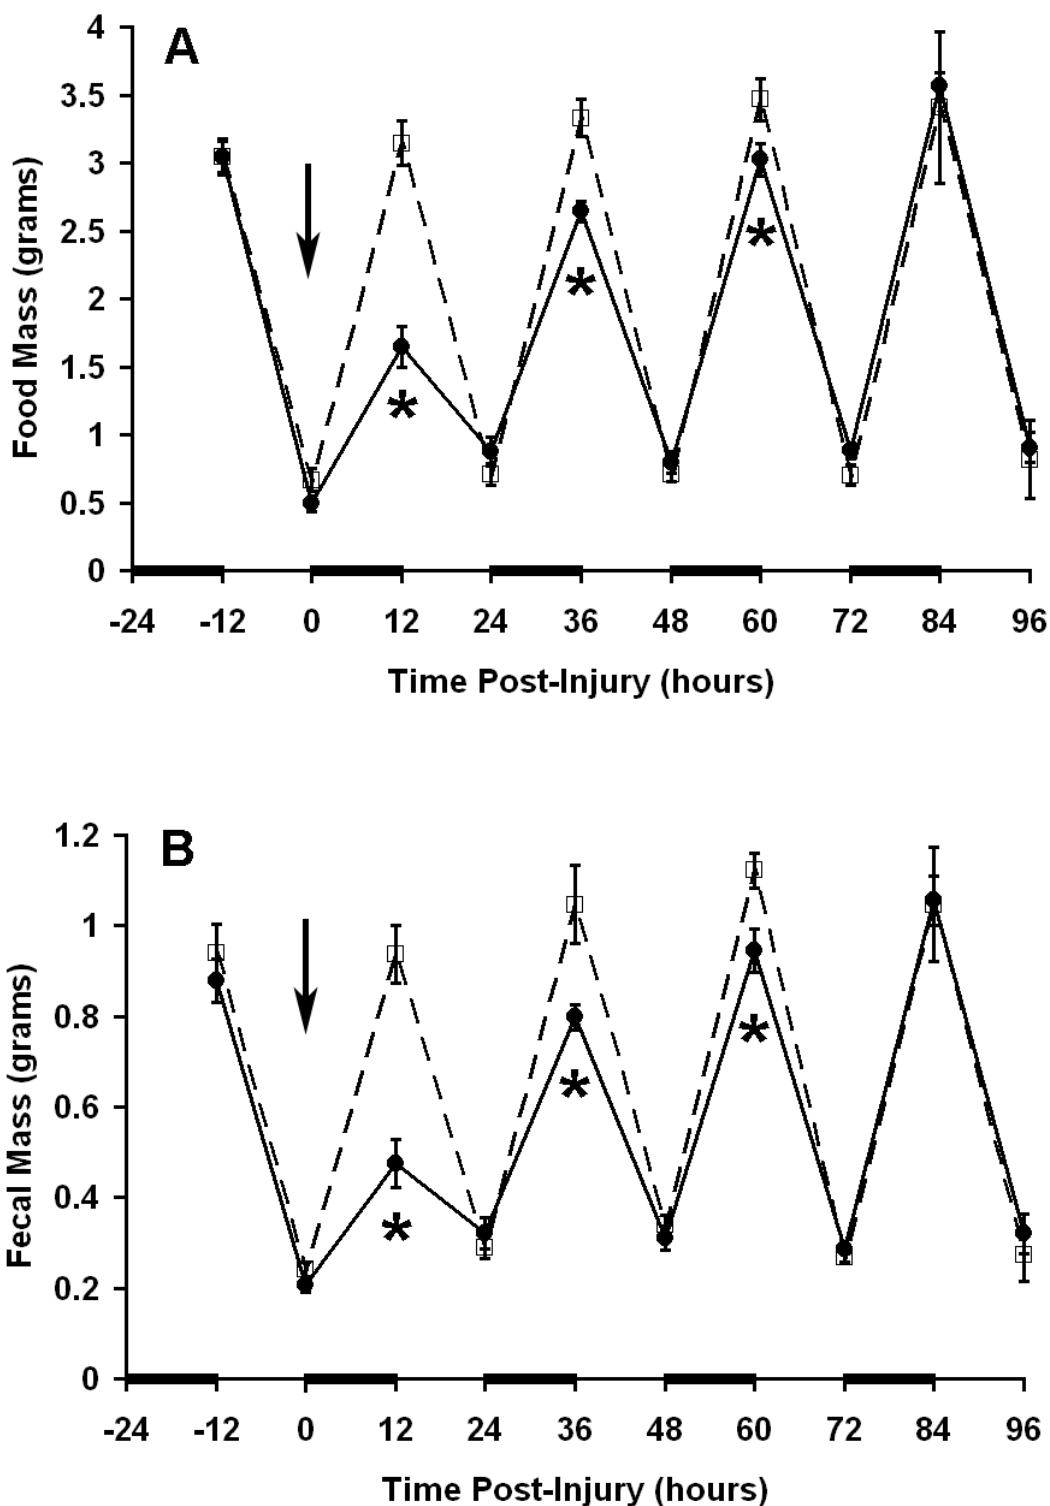 A
4
3.5
3
2.5
2
1.5
1
0.5
0
Food Mass (grams)
*
*
*
-24 -12 0 12 24 36 48 60 72 84 96
Time Post-Injury (hours)
B
1.2
1
0.8
0.6
0.4
0.2
0
Fecal Mass (grams)
*
*
*
-24 -12 0 12 24 36 48 60 72 84 96
Time Post-Injury (hours)